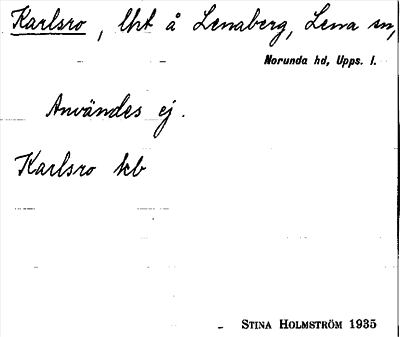 Karlsro, lht å Lenaberg, Lena sn,
Norunda hd, Upps. l.
Användes ej.
Karlsro kb
STINA HOLMSTRÖM 1935